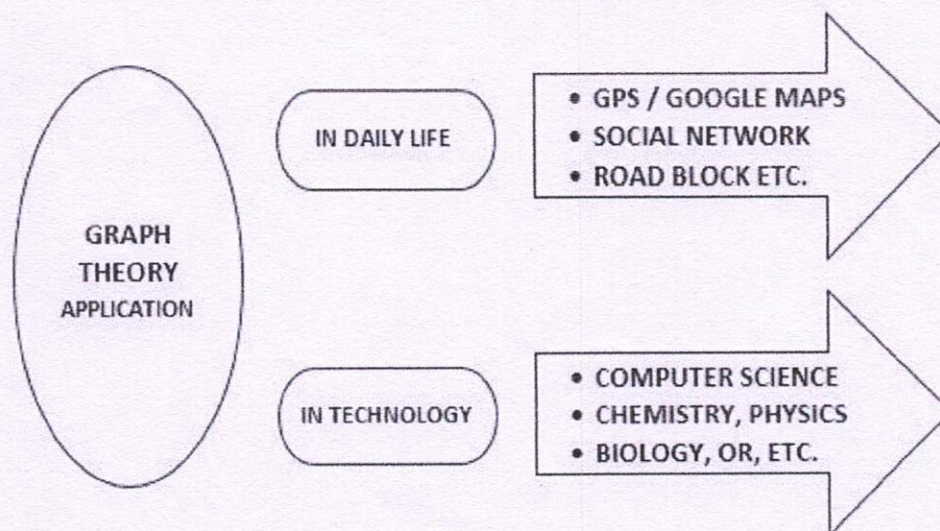 GRAPH
THEORY
APPLICATION
IN DAILY LIFE
• GPS / GOOGLE MAPS
• SOCIAL NETWORK
• ROAD BLOCK ETC.
IN TECHNOLOGY
• COMPUTER SCIENCE
• CHEMISTRY, PHYSICS
• BIOLOGY, OR, ETC.